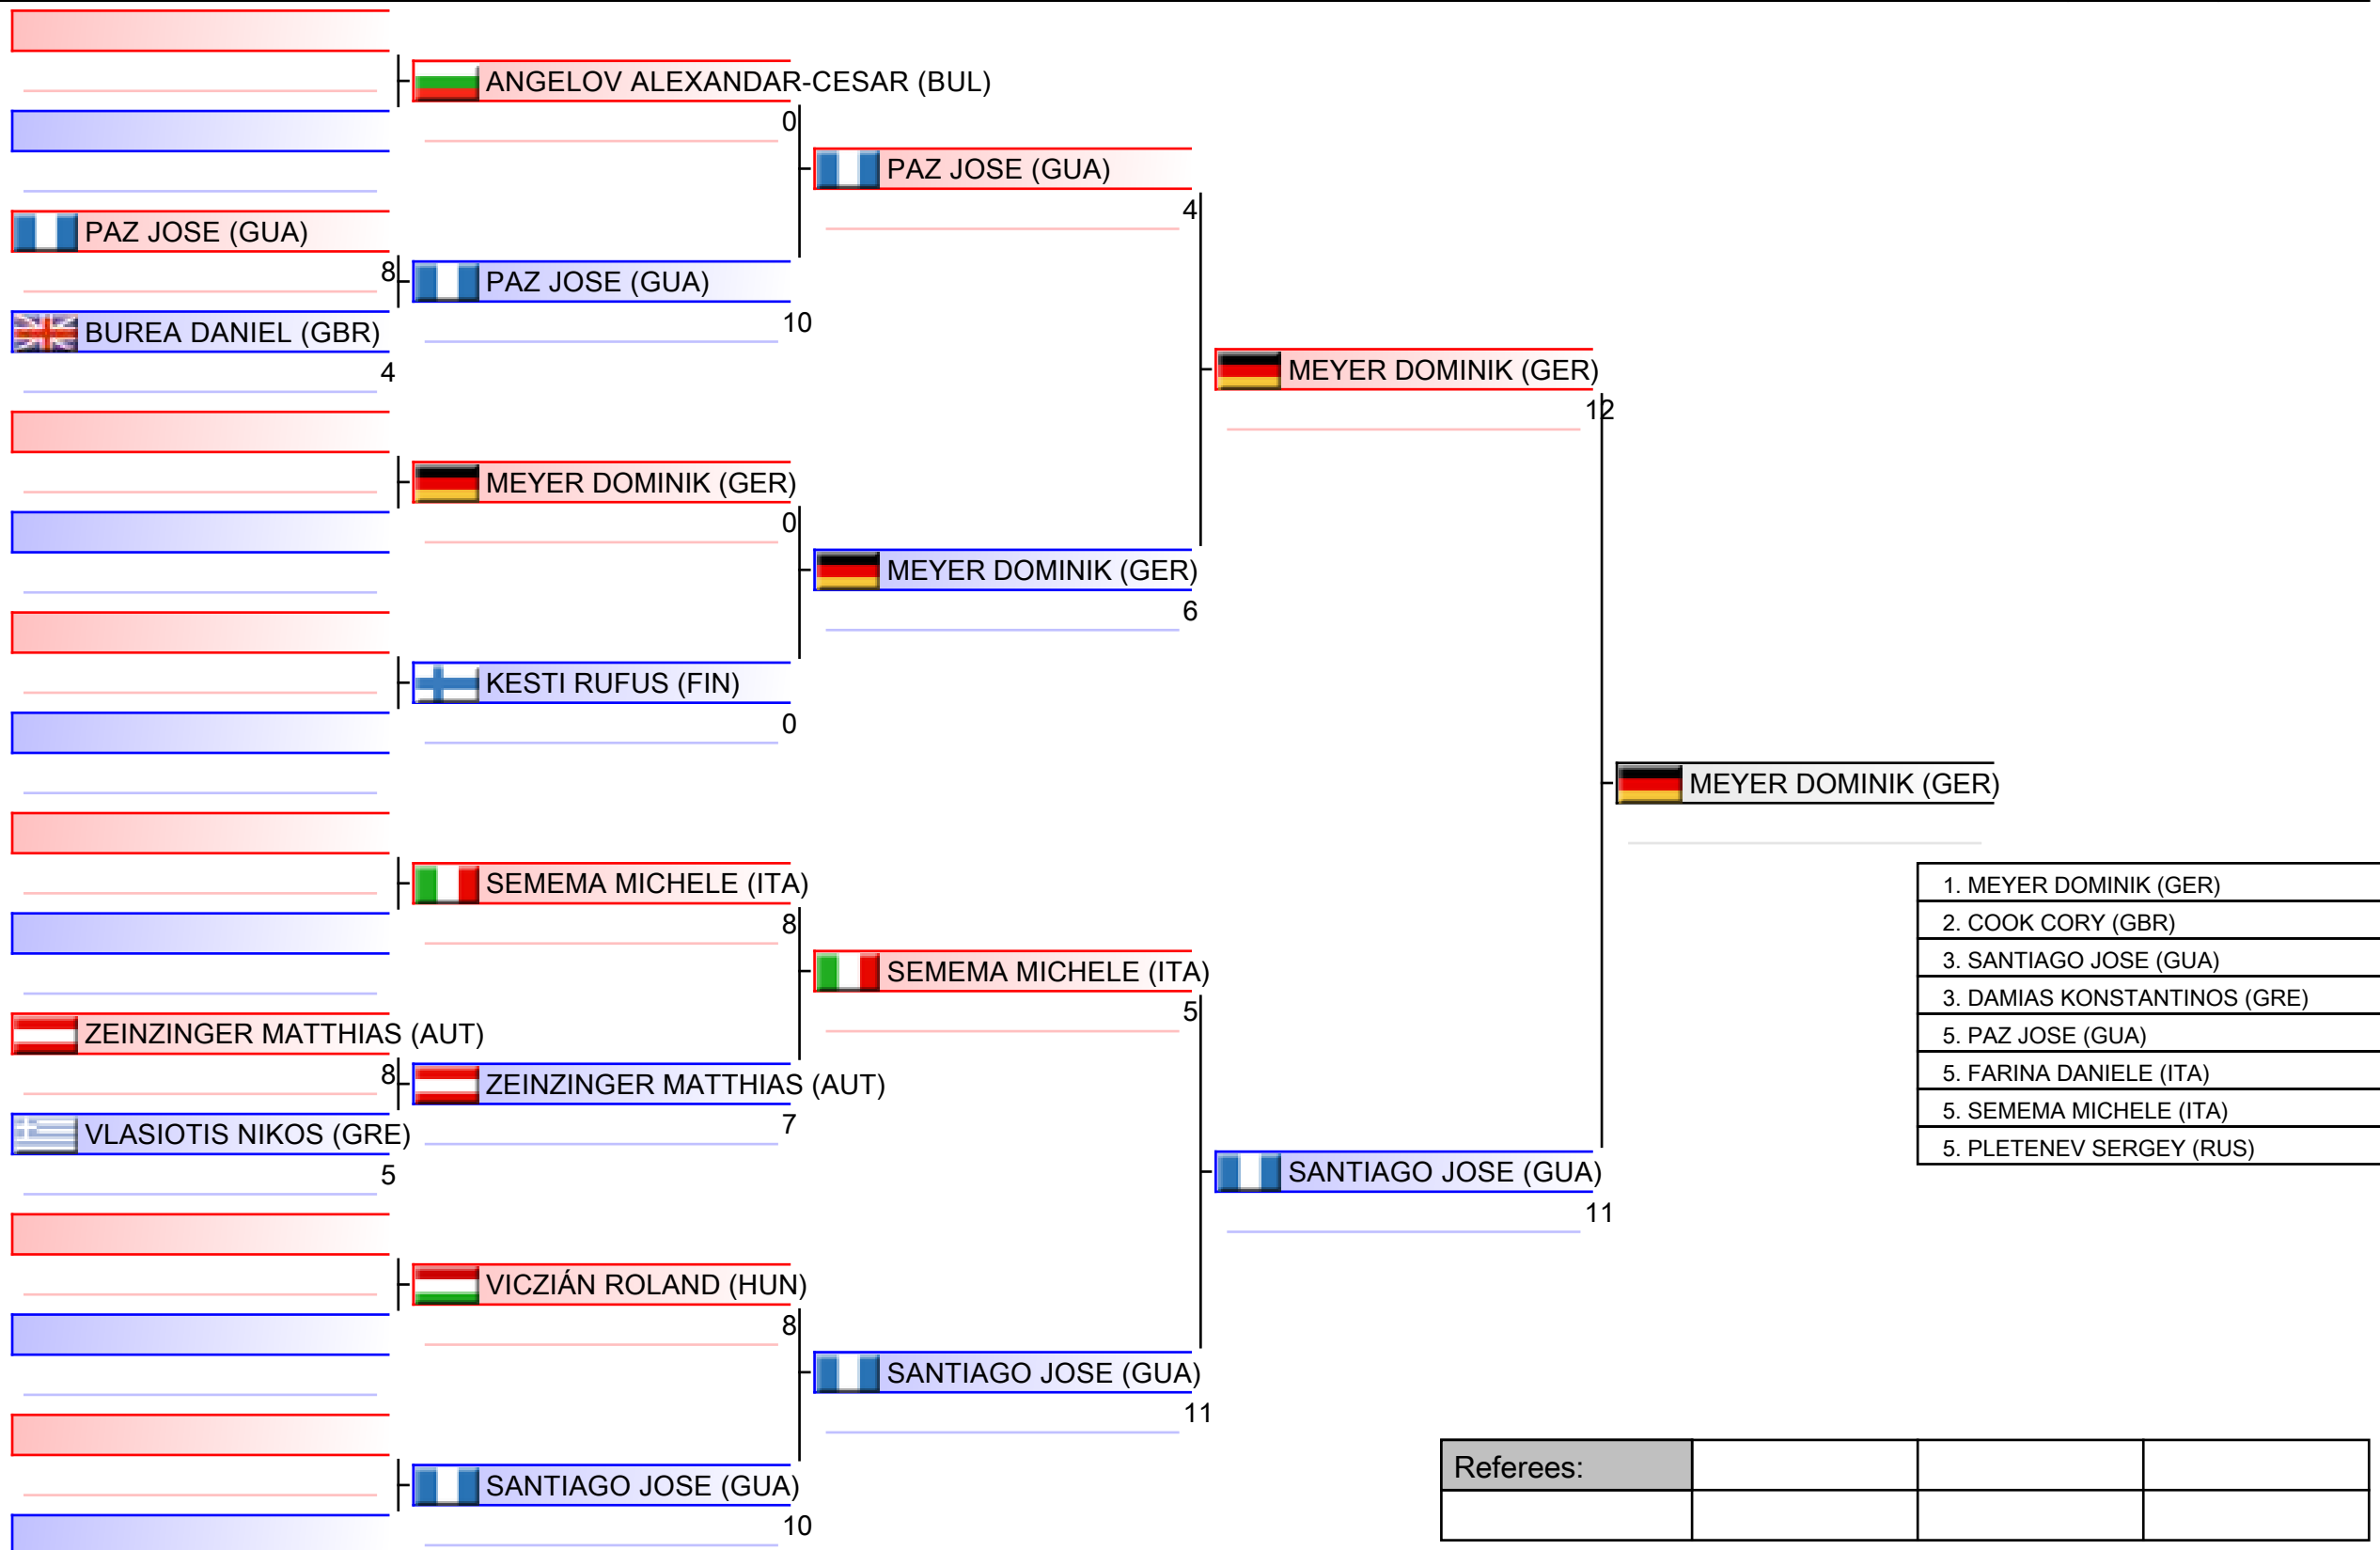 ANGELOV ALEXANDAR-CESAR (BUL)
0
PAZ JOSE (GUA)
4
PAZ JOSE (GUA)
8
PAZ JOSE (GUA)
10
BUREA DANIEL (GBR)
4
MEYER DOMINIK (GER)
12
MEYER DOMINIK (GER)
0
MEYER DOMINIK (GER)
6
KESTI RUFUS (FIN)
0
MEYER DOMINIK (GER)
SEMEMA MICHELE (ITA)
8
SEMEMA MICHELE (ITA)
5
ZEINZINGER MATTHIAS (AUT)
8
ZEINZINGER MATTHIAS (AUT)
7
VLASIOTIS NIKOS (GRE)
5
SANTIAGO JOSE (GUA)
11
VICZIÁN ROLAND (HUN)
8
SANTIAGO JOSE (GUA)
11
SANTIAGO JOSE (GUA)
10
1. MEYER DOMINIK (GER)
2. COOK CORY (GBR)
3. SANTIAGO JOSE (GUA)
3. DAMIAS KONSTANTINOS (GRE)
5. PAZ JOSE (GUA)
5. FARINA DANIELE (ITA)
5. SEMEMA MICHELE (ITA)
5. PLETENEV SERGEY (RUS)
Referees: